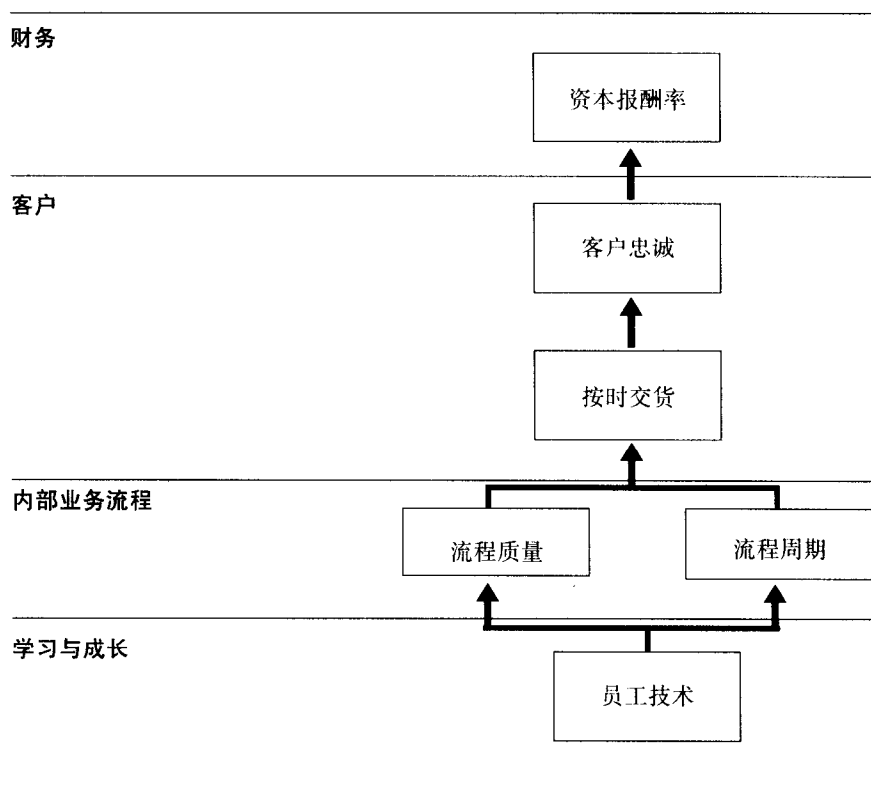 财务
资本报酬率
客户
客户忠诚
按时交货
内部业务流程
流程质量
流程周期
学习与成长
员工技术